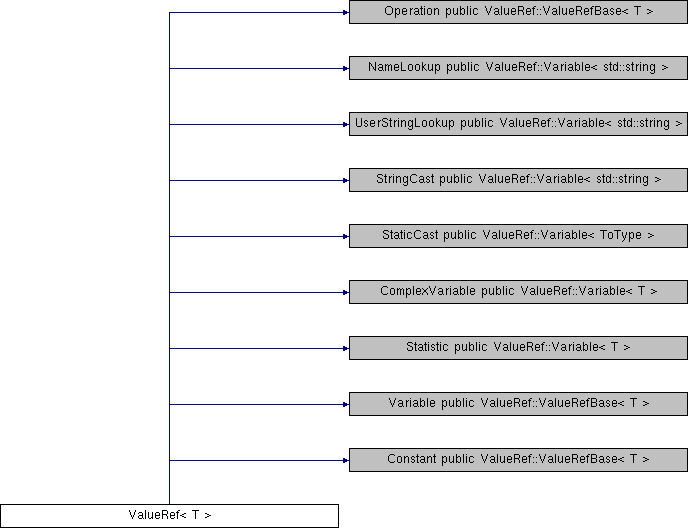 Operation public ValueRef::ValueRefBase< T >
NameLookup public ValueRef::Variable< std::string >
UserStringLookup public ValueRef::Variable< std::string >
StringCast public ValueRef::Variable< std::string >
StaticCast public ValueRef::Variable< ToType >
ComplexVariable public ValueRef::Variable< T >
Statistic public ValueRef::Variable< T >
Variable public ValueRef::ValueRefBase< T >
Constant public ValueRef::ValueRefBase< T >
ValueRef< T >